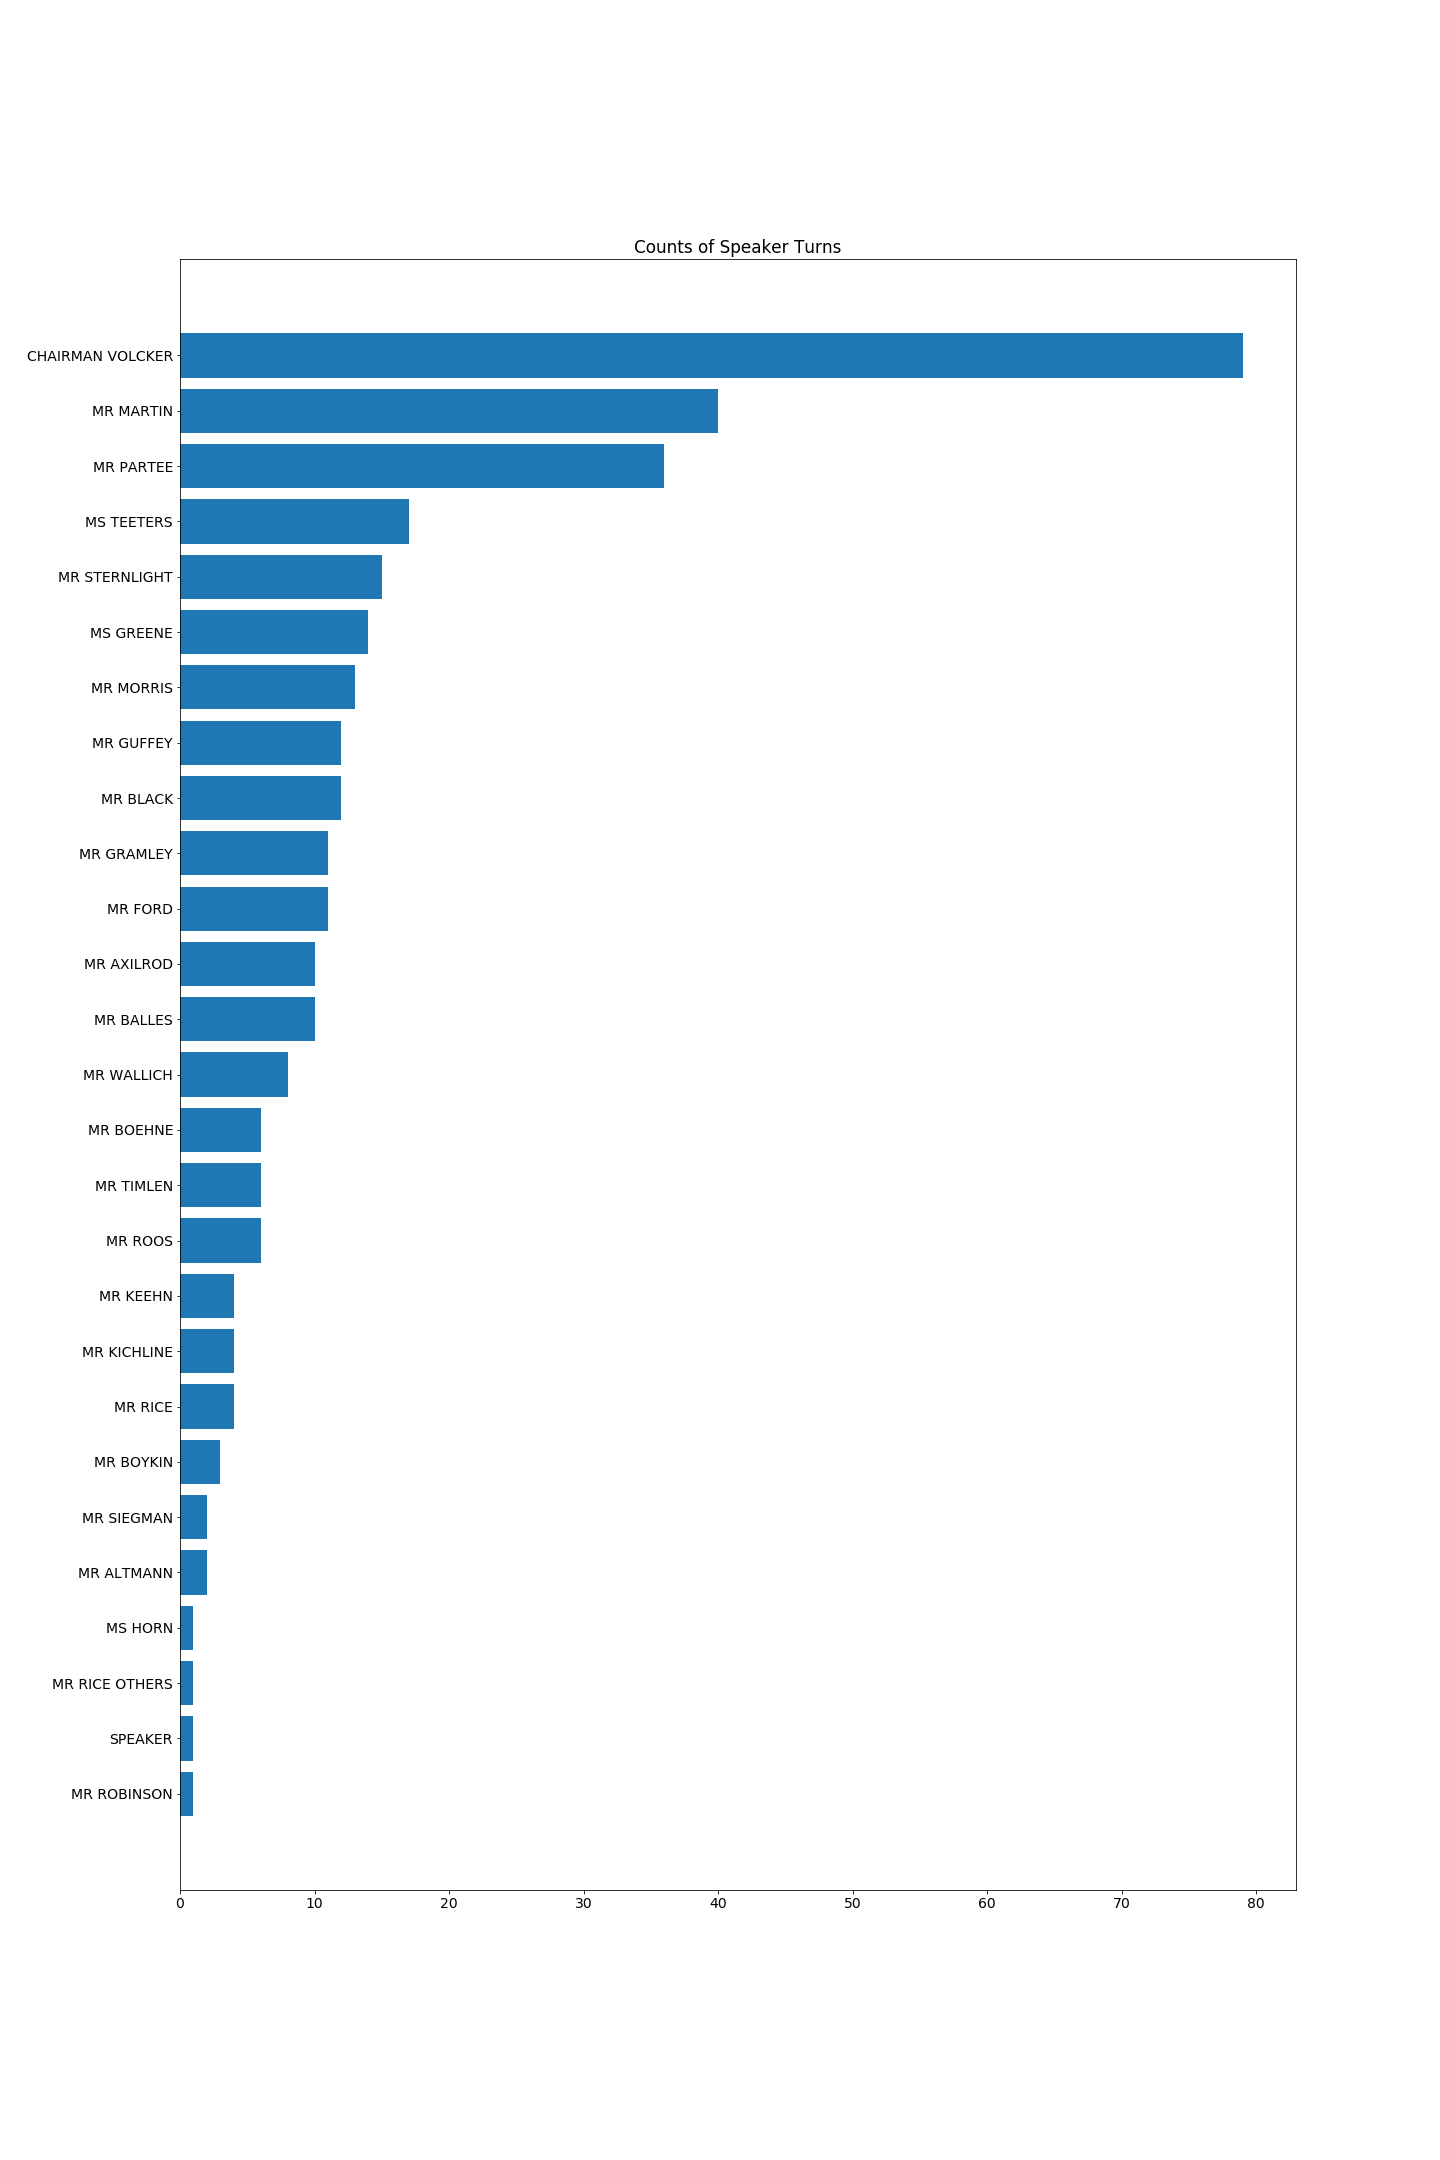 Counts of Speaker Turns
CHAIRMAN VOLCKER
MR MARTIN
MR PARTEE
MS TEETERS
MR STERNLIGHT
MS GREENE
MR MORRIS
MR GUFFEY
MR BLACK
MR GRAMLEY
MR FORD
MR AXILROD
MR BALLES
MR WALLICH
MR BOEHNE
MR TIMLEN
MR ROOS
MR KEEHN
MR KICHLINE
MR RICE
MR BOYKIN
MR SIEGMAN
MR ALTMANN
MS HORN
MR RICE OTHERS
SPEAKER
MR ROBINSON
0 10 20 30 40 50 60 70 80